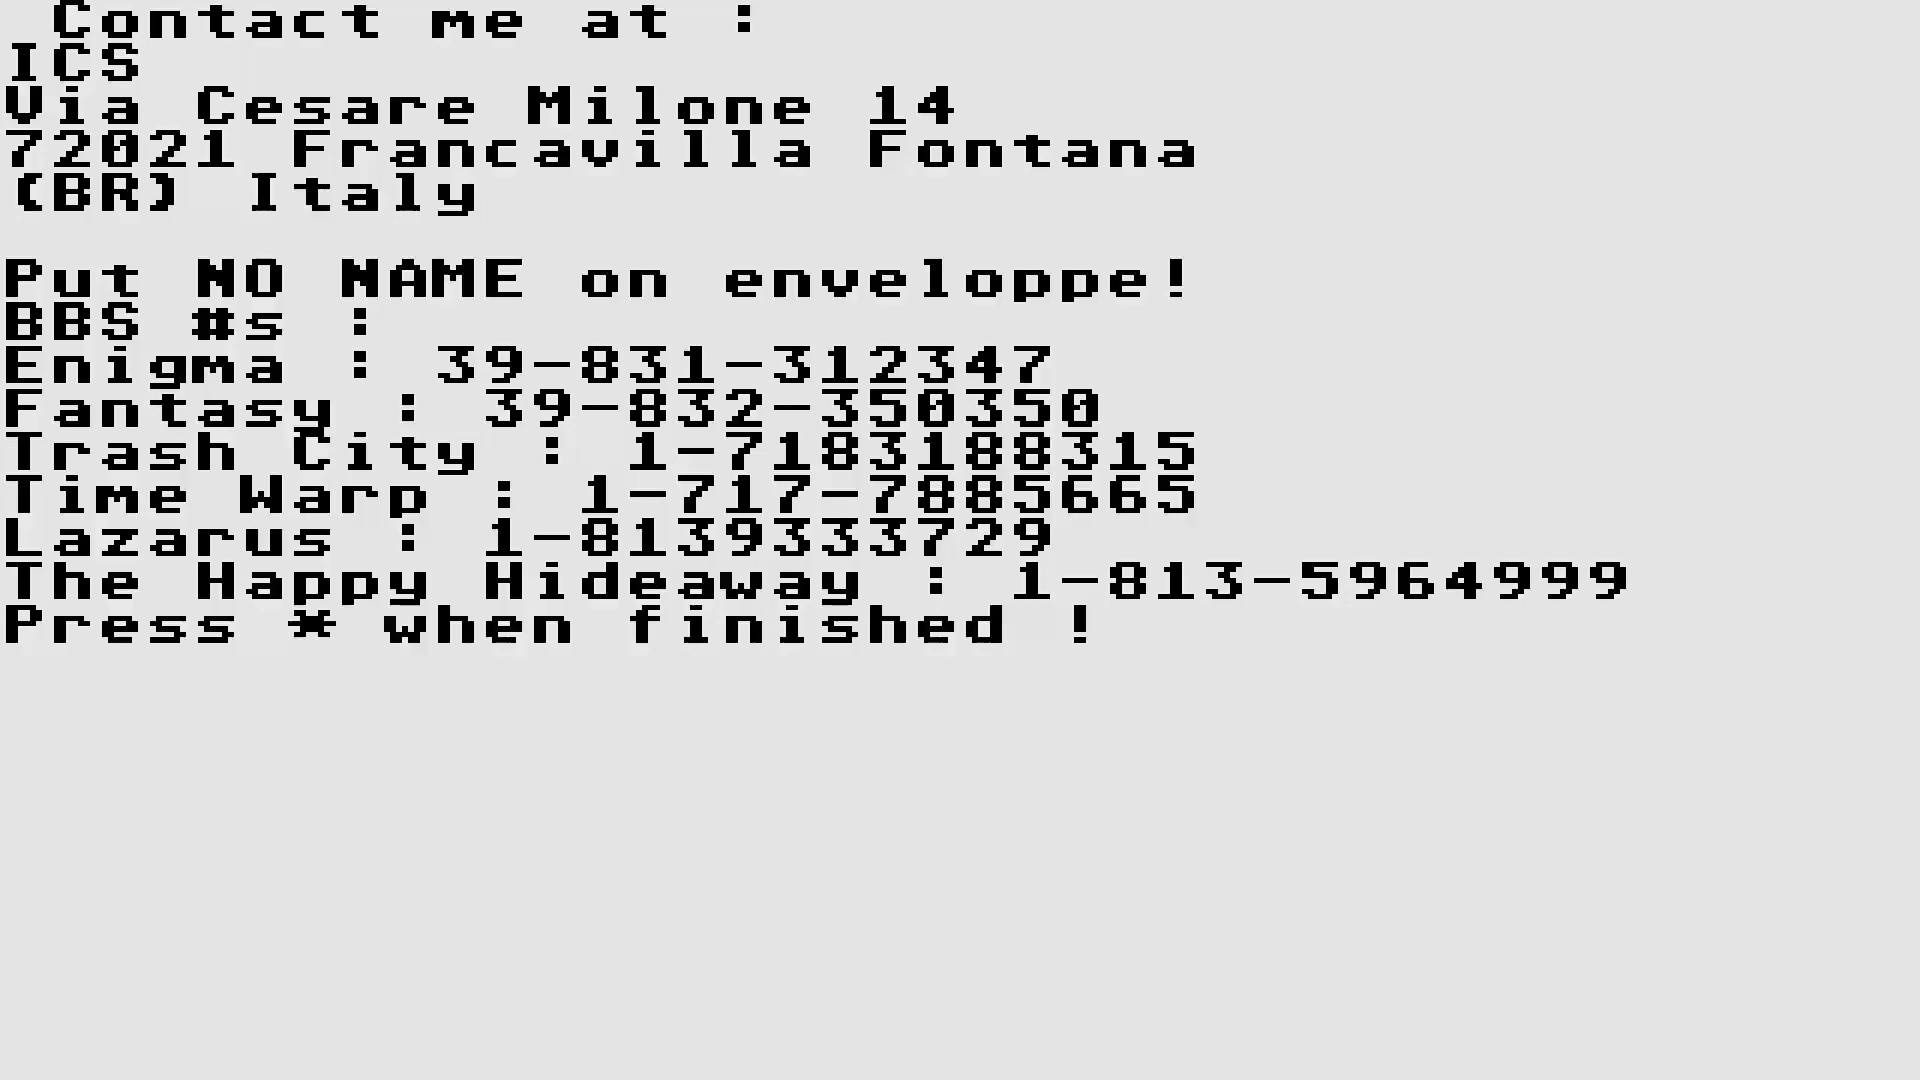 Contact me at :
ICS
Via Cesare Milone 14
72021 Francavilla Fontana
(BR) Italy
Put NO NAME on enveloppe!
BBS #s :
Enigma : 39-831-312347
Fantasy : 39-832-350350
Trash City : 1-7183188315
Time Warp : 1-717-7885665
Lazarus : 1-8139333729
The Happy Hideaway : 1-813-5964999
Press * when finished !